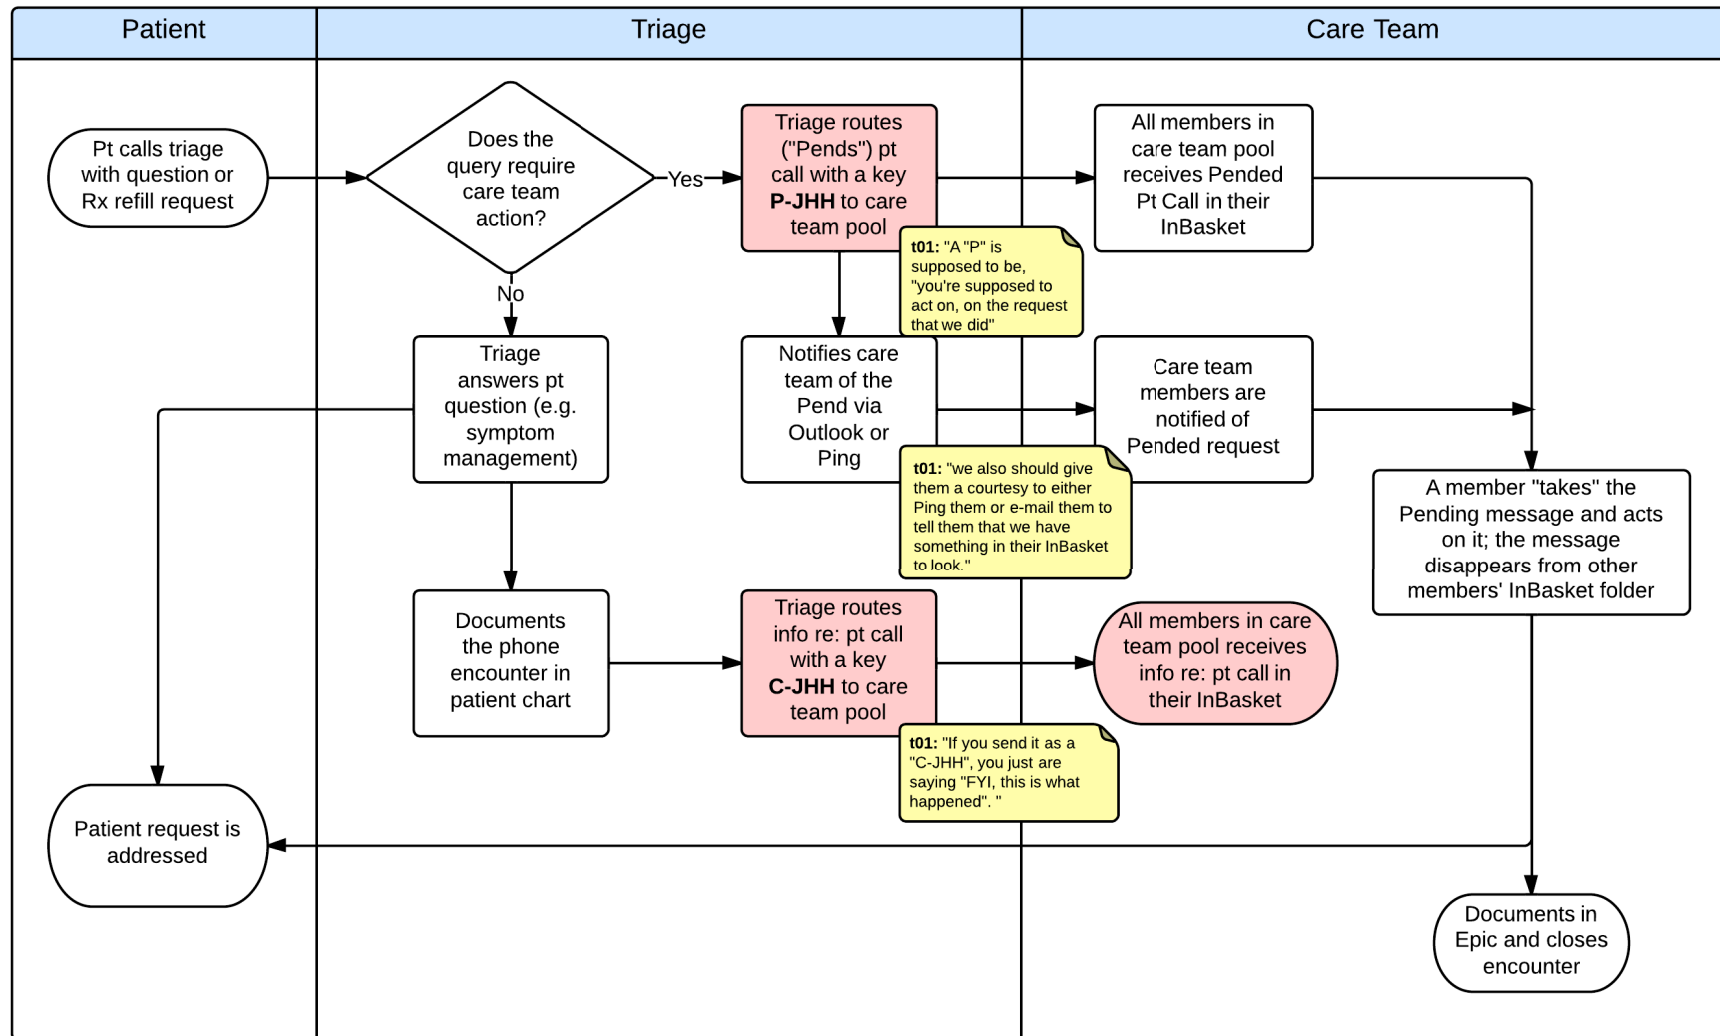 Patient
Triage
Care Team
Pt calls triage
with question or
Rx refill request
Does the
query require
care team
action?
Yes
No
Triage routes
("Pends") pt
call with a key
P-JHH to care
team pool
t01: "A "P" is
supposed to be,
"you're supposed to
act on, on the request
that we did"
All members in
care team pool
receives Pended
Pt Call in their
InBasket
Triage
answers pt
question (e.g.
symptom
management)
Notifies care
team of the
Pend via
Outlook or
Ping
t01: "we also should give
them a courtesy to either
Ping them or e-mail them to
tell them that we have
something in their InBasket
to look."
Care team
members are
notified of
Pended request
A member "takes" the
Pending message and acts
on it; the message
disappears from other
members' InBasket folder
Documents
the phone
encounter in
patient chart
Triage routes
info re: pt call
with a key
C-JHH to care
team pool
t01: "If you send it as a
"C-JHH", you just are
saying "FYI, this is what
happened". "
All members in care
team pool receives
info re: pt call in
their InBasket
Patient request is
addressed
Documents in
Epic and closes
encounter